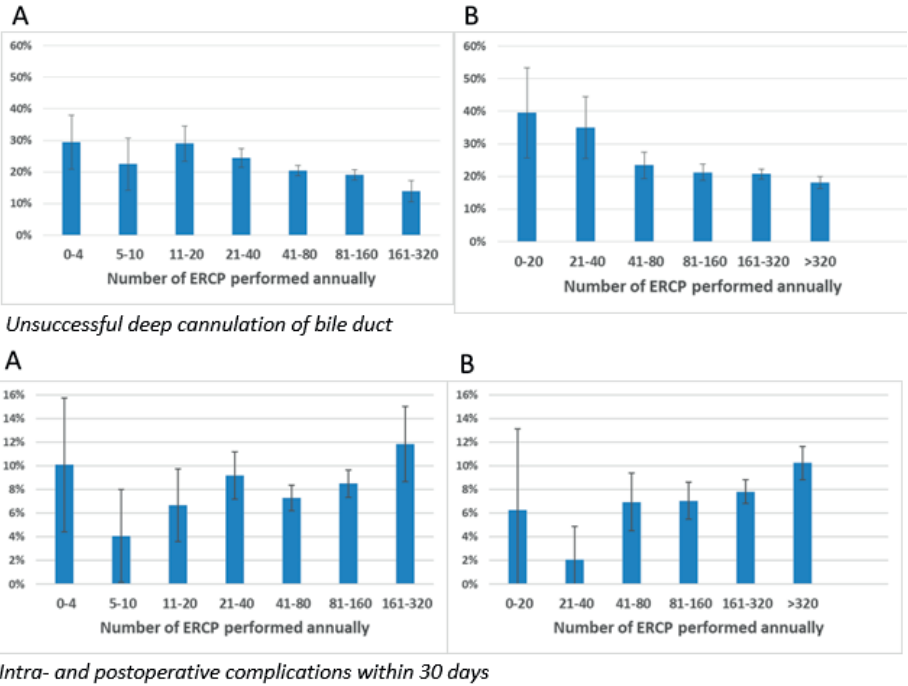 A
60%
50%
40%
30%
20%
10%
0%
0-4 5-10 11-20 21-40 41-80 81-160 161-320
Number of ERCP performed annually
B
60%
50%
40%
30%
20%
10%
0%
0-20 21-40 41-80 81-160 161-320 >320
Number of ERCP performed annually
Unsuccessful deep cannulation of bile duct
A
16%
14%
12%
10%
8%
6%
4%
2%
0%
0-4 5-10 11-20 21-40 41-80 81-160 161-320
Number of ERCP performed annually
B
16%
14%
12%
10%
8%
6%
4%
2%
0%
0-20 21-40 41-80 81-160 161-320 >320
Number of ERCP performed annually
Intra- and postoperative complications within 30 days